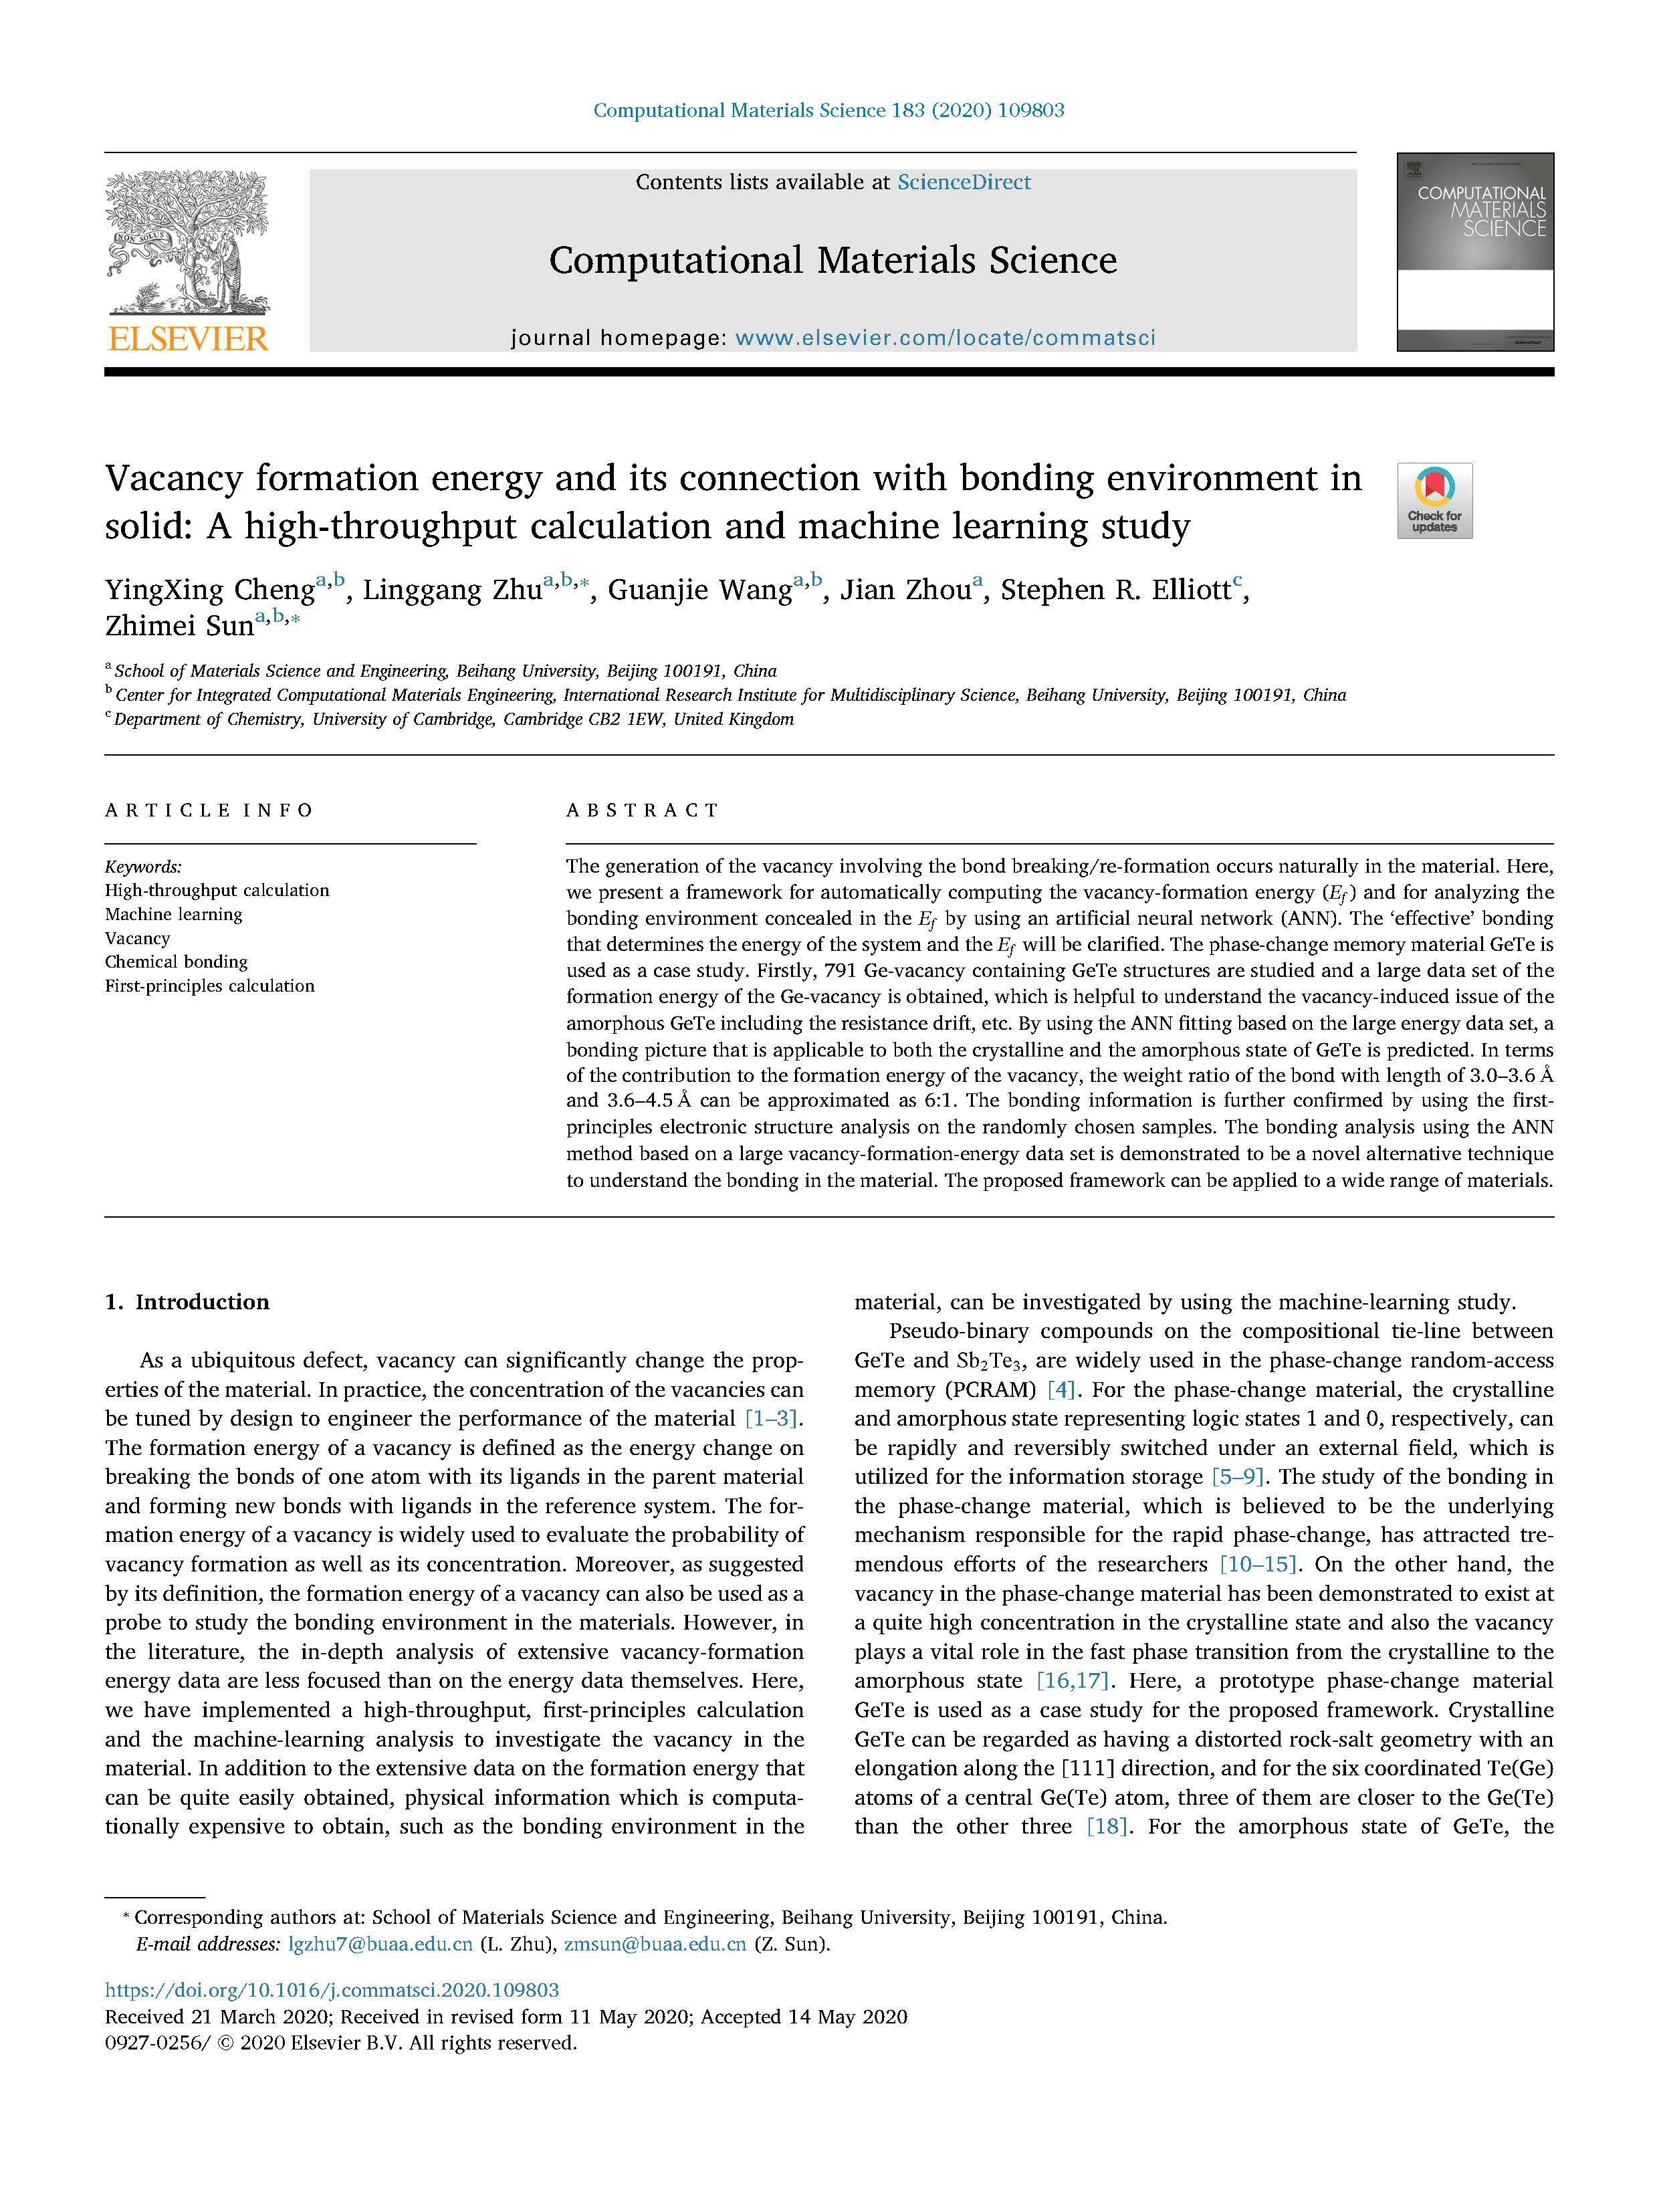 Computational Materials Science 183 (2020) 109803
Contents lists available at ScienceDirect
Computational Materials Science
journal homepage: www.elsevier.com/locate/commatsci
NON SOLUS
ELSEVIER
COMPUTATIONAL
MATERIALS
SCIENCE
Vacancy formation energy and its connection with bonding environment in
solid: A high-throughput calculation and machine learning study
Check for
updates
YingXing Cheng^a,b, Linggang Zhu^a,b,*, Guanjie Wang^a,b, Jian Zhou^a, Stephen R. Elliott^c,
Zhimei Sun^a,b,*
^a School of Materials Science and Engineering, Beihang University, Beijing 100191, China
^b Center for Integrated Computational Materials Engineering, International Research Institute for Multidisciplinary Science, Beihang University, Beijing 100191, China
^c Department of Chemistry, University of Cambridge, Cambridge CB2 1EW, United Kingdom
ARTICLE INFO
Keywords:
High-throughput calculation
Machine learning
Vacancy
Chemical bonding
First-principles calculation
ABSTRACT
The generation of the vacancy involving the bond breaking/re-formation occurs naturally in the material. Here,
we present a framework for automatically computing the vacancy-formation energy (E_f) and for analyzing the
bonding environment concealed in the E_f by using an artificial neural network (ANN). The ‘effective’ bonding
that determines the energy of the system and the E_f will be clarified. The phase-change memory material GeTe is
used as a case study. Firstly, 791 Ge-vacancy containing GeTe structures are studied and a large data set of the
formation energy of the Ge-vacancy is obtained, which is helpful to understand the vacancy-induced issue of the
amorphous GeTe including the resistance drift, etc. By using the ANN fitting based on the large energy data set, a
bonding picture that is applicable to both the crystalline and the amorphous state of GeTe is predicted. In terms
of the contribution to the formation energy of the vacancy, the weight ratio of the bond with length of 3.0–3.6 Å
and 3.6–4.5 Å can be approximated as 6:1. The bonding information is further confirmed by using the first-
principles electronic structure analysis on the randomly chosen samples. The bonding analysis using the ANN
method based on a large vacancy-formation-energy data set is demonstrated to be a novel alternative technique
to understand the bonding in the material. The proposed framework can be applied to a wide range of materials.
1. Introduction
As a ubiquitous defect, vacancy can significantly change the prop-
erties of the material. In practice, the concentration of the vacancies can
be tuned by design to engineer the performance of the material [1–3].
The formation energy of a vacancy is defined as the energy change on
breaking the bonds of one atom with its ligands in the parent material
and forming new bonds with ligands in the reference system. The for-
mation energy of a vacancy is widely used to evaluate the probability of
vacancy formation as well as its concentration. Moreover, as suggested
by its definition, the formation energy of a vacancy can also be used as a
probe to study the bonding environment in the materials. However, in
the literature, the in-depth analysis of extensive vacancy-formation
energy data are less focused than on the energy data themselves. Here,
we have implemented a high-throughput, first-principles calculation
and the machine-learning analysis to investigate the vacancy in the
material. In addition to the extensive data on the formation energy that
can be quite easily obtained, physical information which is computa-
tionally expensive to obtain, such as the bonding environment in the
material, can be investigated by using the machine-learning study.
Pseudo-binary compounds on the compositional tie-line between
GeTe and Sb₂Te₃, are widely used in the phase-change random-access
memory (PCRAM) [4]. For the phase-change material, the crystalline
and amorphous state representing logic states 1 and 0, respectively, can
be rapidly and reversibly switched under an external field, which is
utilized for the information storage [5–9]. The study of the bonding in
the phase-change material, which is believed to be the underlying
mechanism responsible for the rapid phase-change, has attracted tre-
mendous efforts of the researchers [10–15]. On the other hand, the
vacancy in the phase-change material has been demonstrated to exist at
a quite high concentration in the crystalline state and also the vacancy
plays a vital role in the fast phase transition from the crystalline to the
amorphous state [16,17]. Here, a prototype phase-change material
GeTe is used as a case study for the proposed framework. Crystalline
GeTe can be regarded as having a distorted rock-salt geometry with an
elongation along the [111] direction, and for the six coordinated Te(Ge)
atoms of a central Ge(Te) atom, three of them are closer to the Ge(Te)
than the other three [18]. For the amorphous state of GeTe, the
* Corresponding authors at: School of Materials Science and Engineering, Beihang University, Beijing 100191, China.
E-mail addresses: lgzhu7@buaa.edu.cn (L. Zhu), zmsun@buaa.edu.cn (Z. Sun).
https://doi.org/10.1016/j.commatsci.2020.109803
Received 21 March 2020; Received in revised form 11 May 2020; Accepted 14 May 2020
0927-0256/ © 2020 Elsevier B.V. All rights reserved.